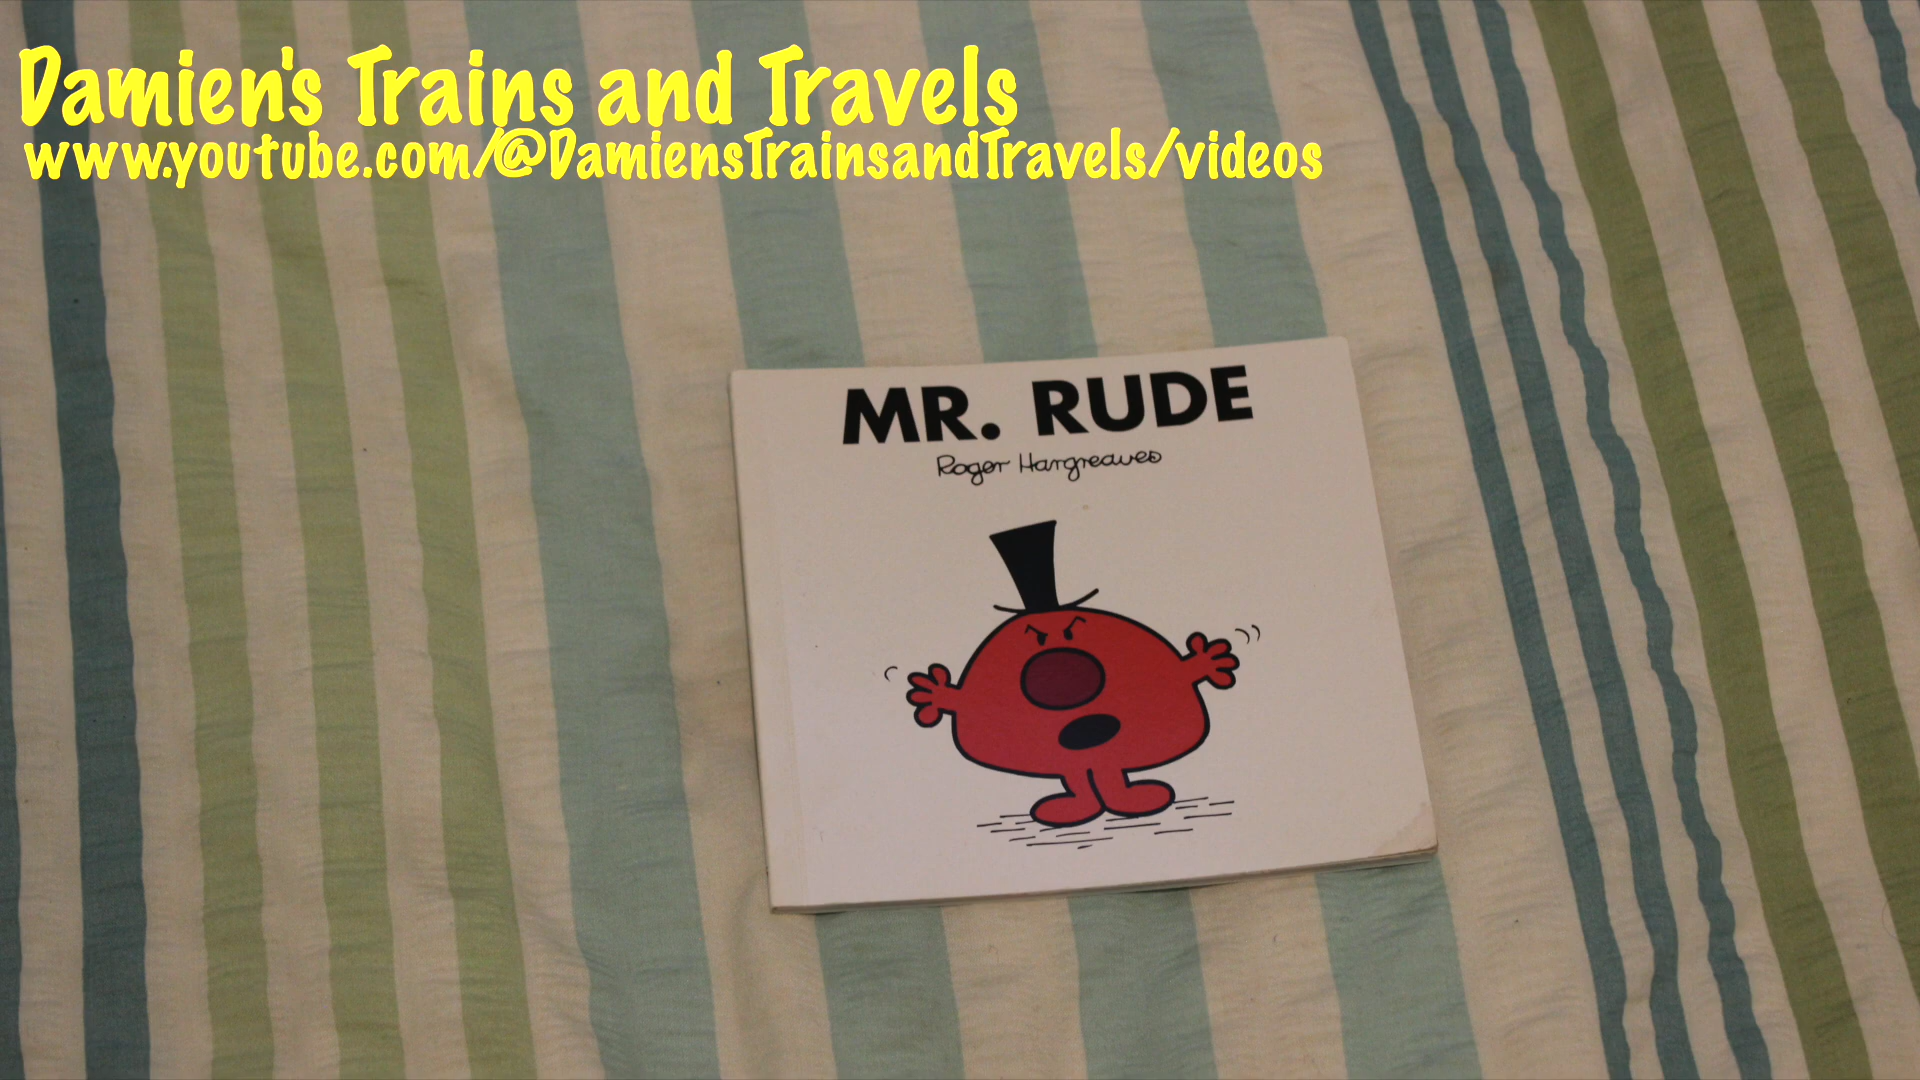 Damien's Trains and Travels
www.youtube.com/@DamiensTrainsandTravels/videos
MR. RUDE
Roger Hargreaves